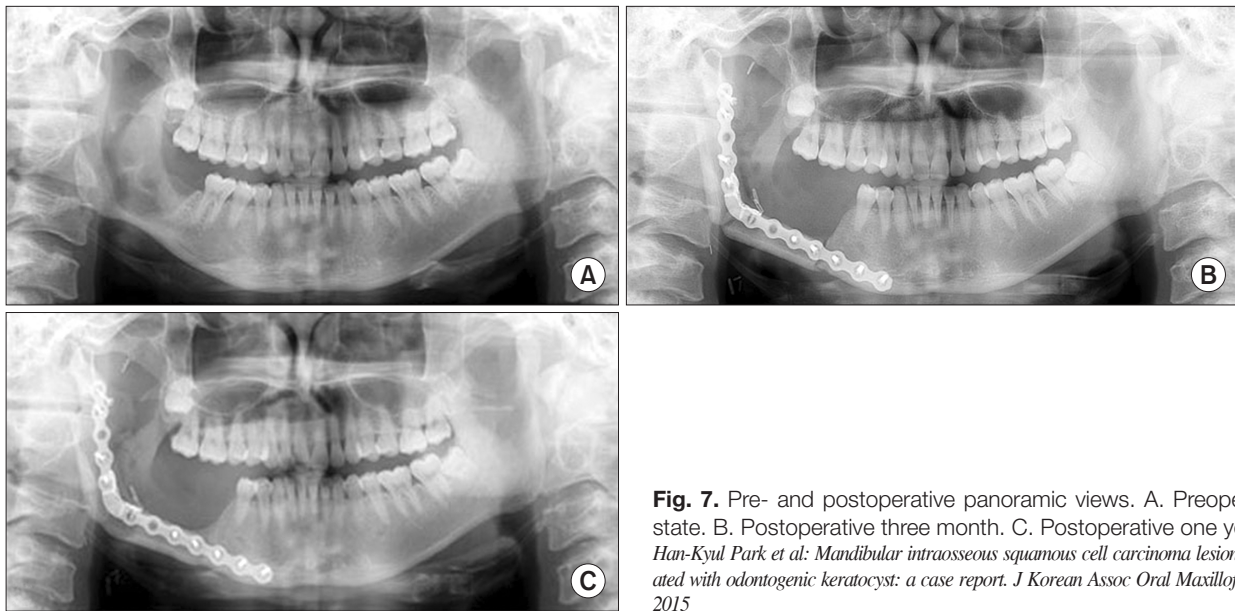 A
B
C
Fig. 7. Pre- and postoperative panoramic views. A. Preope
state. B. Postoperative three month. C. Postoperative one y
Han-Kyul Park et al: Mandibular intraosseous squamous cell carcinoma lesion
ated with odontogenic keratocyst: a case report. J Korean Assoc Oral Maxillo
2015